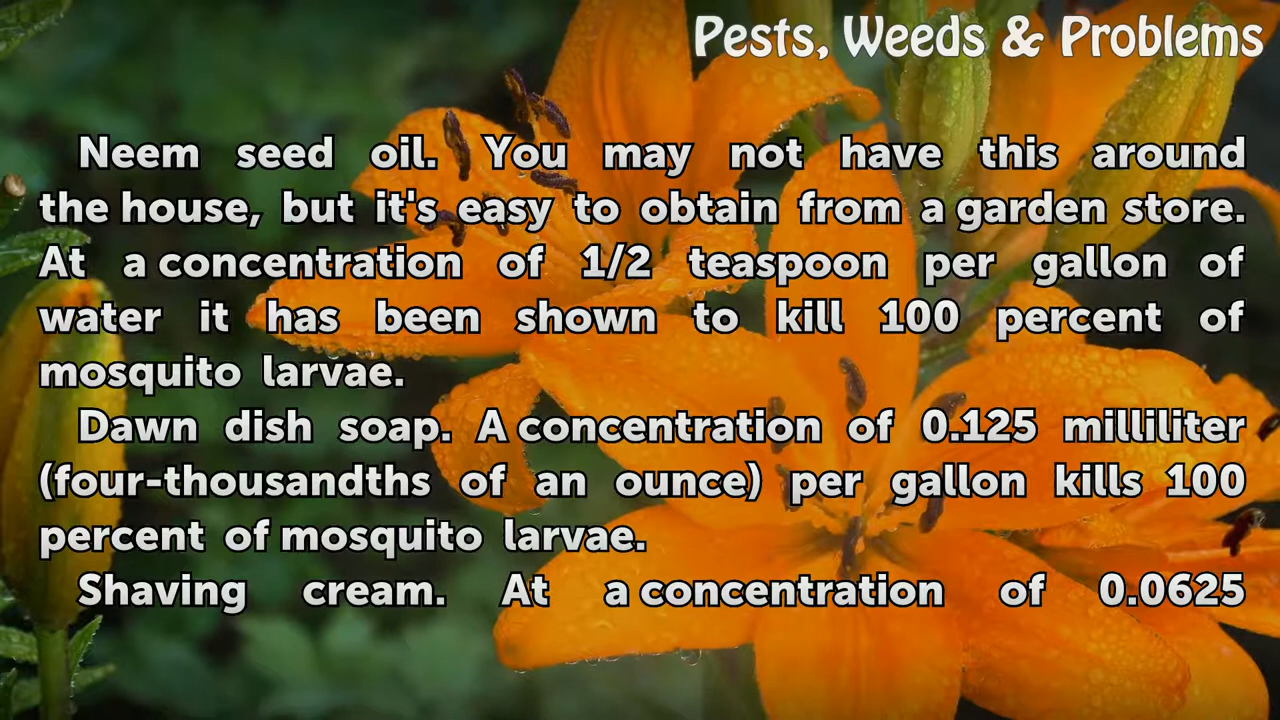 Pests, Weeds & Problems
Neem seed oil. You may not have this around
the house, but it's easy to obtain from a garden store.
At a concentration of 1/2 teaspoon per gallon of
water it has been shown to kill 100 percent of
mosquito larvae.
Dawn dish soap. A concentration of 0.125 milliliter
(four-thousandths of an ounce) per gallon kills 100
percent of mosquito larvae.
Shaving cream. At a concentration of 0.0625